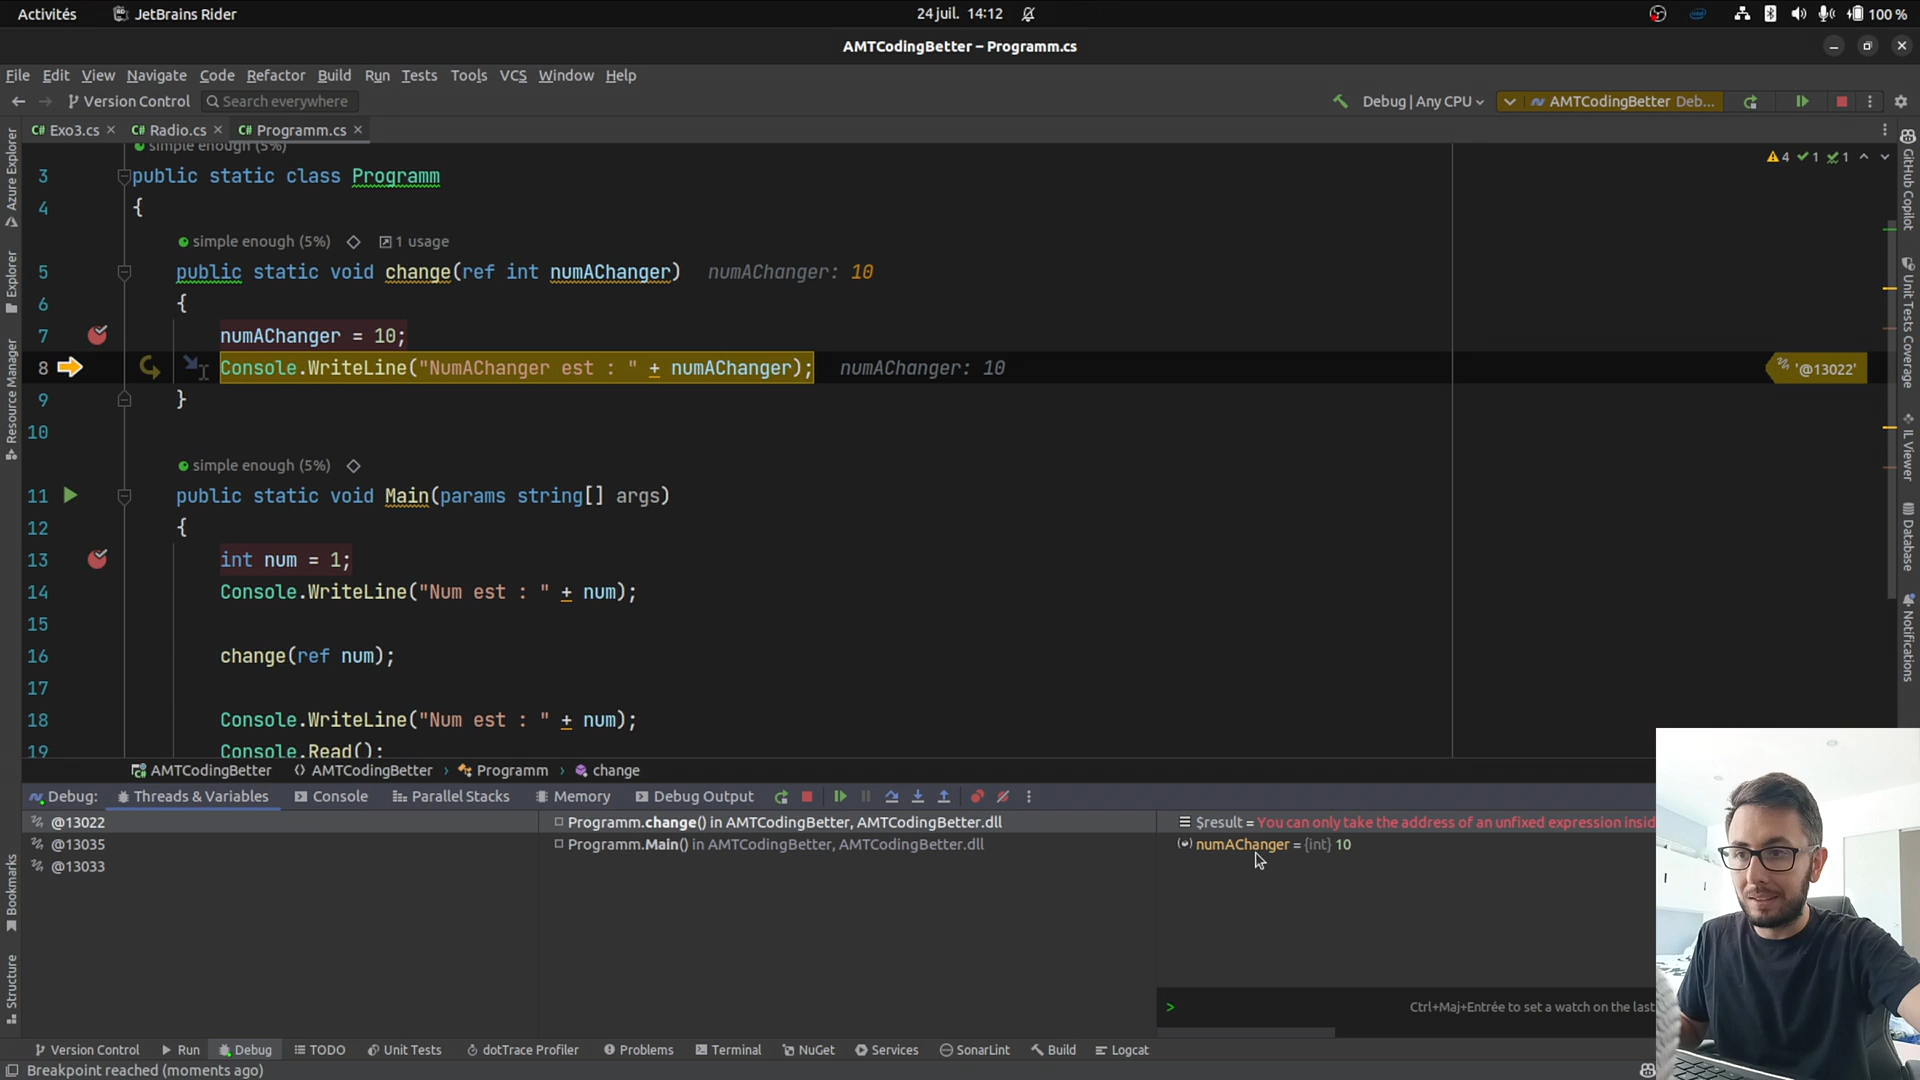 Activités
JetBrains Rider
24 juil. 14:12
100 %
AMTCodingBetter – Programm.cs
File Edit View Navigate Code Refactor Build Run Tests Tools VCS Window Help
Version Control
Search everywhere
Debug | Any CPU
AMTCodingBetter Deb...
Exo3.cs
Radio.cs
Programm.cs
simple enough (5%)
4 1 1
3 public static class Programm
4 {
simple enough (5%) 1 usage
5 public static void change(ref int numAChanger) numAChanger: 10
6 {
7 numAChanger = 10;
8 Console.WriteLine("NumAChanger est : " + numAChanger); numAChanger: 10
'@13022'
9 }
10
simple enough (5%)
11 public static void Main(params string[] args)
12 {
13 int num = 1;
14 Console.WriteLine("Num est : " + num);
15
16 change(ref num);
17
18 Console.WriteLine("Num est : " + num);
19 Console.Read();
Azure Explorer
Explorer
Resource Manager
Bookmarks
Structure
GitHub Copilot
Unit Tests Coverage
IL Viewer
Database
Notifications
AMTCodingBetter AMTCodingBetter › Programm › change
Debug: Threads & Variables Console Parallel Stacks Memory Debug Output
@13022
@13035
@13033
Programm.change() in AMTCodingBetter, AMTCodingBetter.dll
Programm.Main() in AMTCodingBetter, AMTCodingBetter.dll
$result = You can only take the address of an unfixed expression insid
numAChanger = {int} 10
> Ctrl+Maj+Entrée to set a watch on the last
Version Control Run Debug TODO Unit Tests dotTrace Profiler Problems Terminal NuGet Services SonarLint Build Logcat
Breakpoint reached (moments ago)